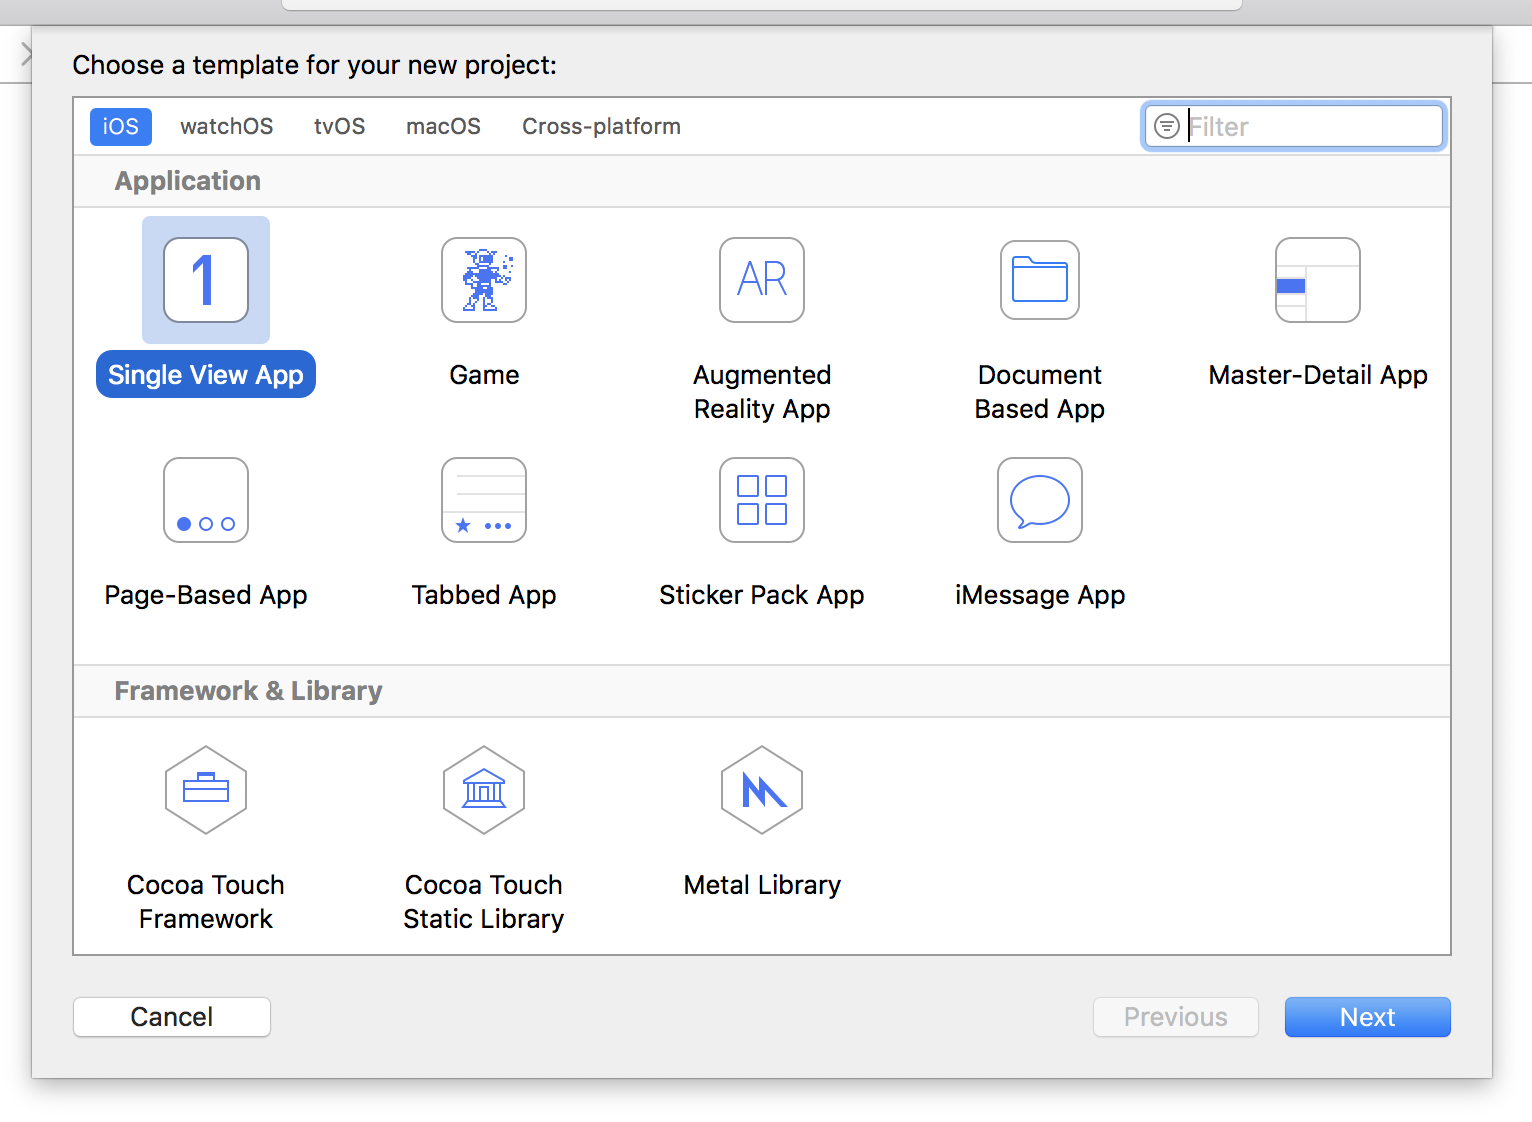 Choose a template for your new project:
iOS watchOS tvOS macOS Cross-platform Filter
Application
1
AR
Single View App
Game
Augmented
Reality App
Document
Based App
Master-Detail App
Page-Based App
Tabbed App
Sticker Pack App
iMessage App
Framework & Library
Cocoa Touch
Framework
Cocoa Touch
Static Library
Metal Library
Cancel
Previous
Next